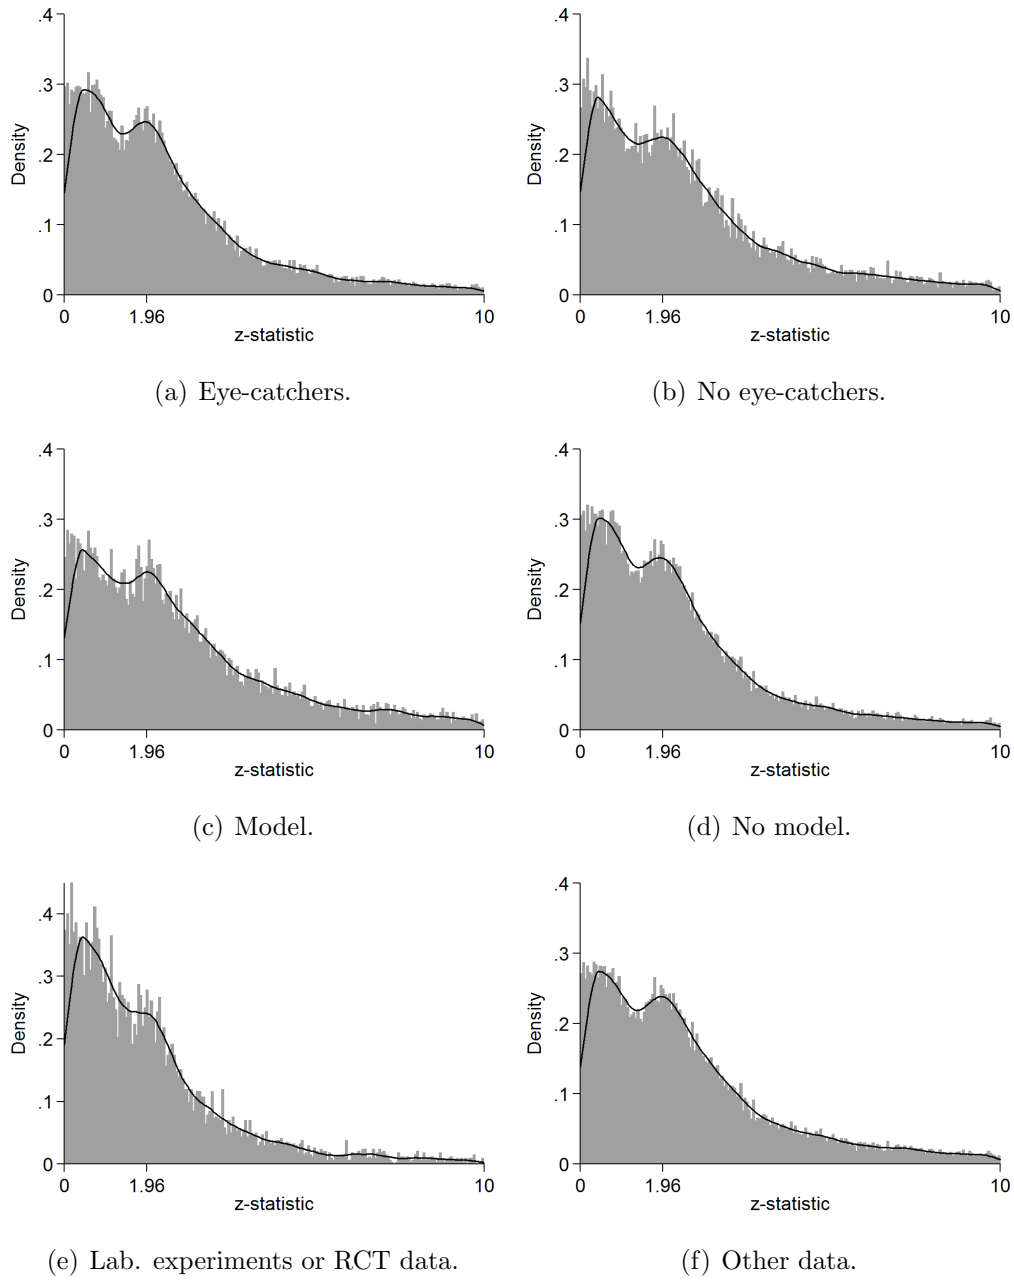 .4
.3
.2
.1
0
Density
0 1.96 10
z-statistic
(a) Eye-catchers.
.4
.3
.2
.1
0
Density
0 1.96 10
z-statistic
(b) No eye-catchers.
.4
.3
.2
.1
0
Density
0 1.96 10
z-statistic
(c) Model.
.4
.3
.2
.1
0
Density
0 1.96 10
z-statistic
(d) No model.
.4
.3
.2
.1
0
Density
0 1.96 10
z-statistic
(e) Lab. experiments or RCT data.
.4
.3
.2
.1
0
Density
0 1.96 10
z-statistic
(f) Other data.